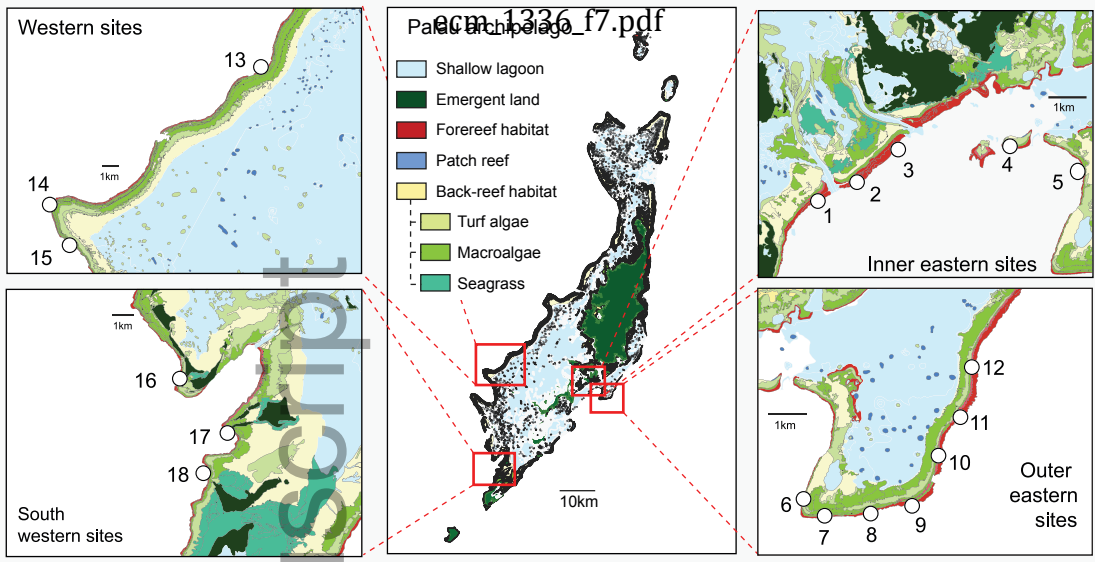 Western sites
13
1km
14
15
ecm_1336_f7.pdf
Palau archipelago
Shallow lagoon
Emergent land
Forereef habitat
Patch reef
Back-reef habitat
Turf algae
Macroalgae
Seagrass
10km
1km
4
3
5
2
1
Inner eastern sites
1km
16
17
18
South
western sites
script
12
1km
11
10
Outer
eastern
sites
6
9
7
8